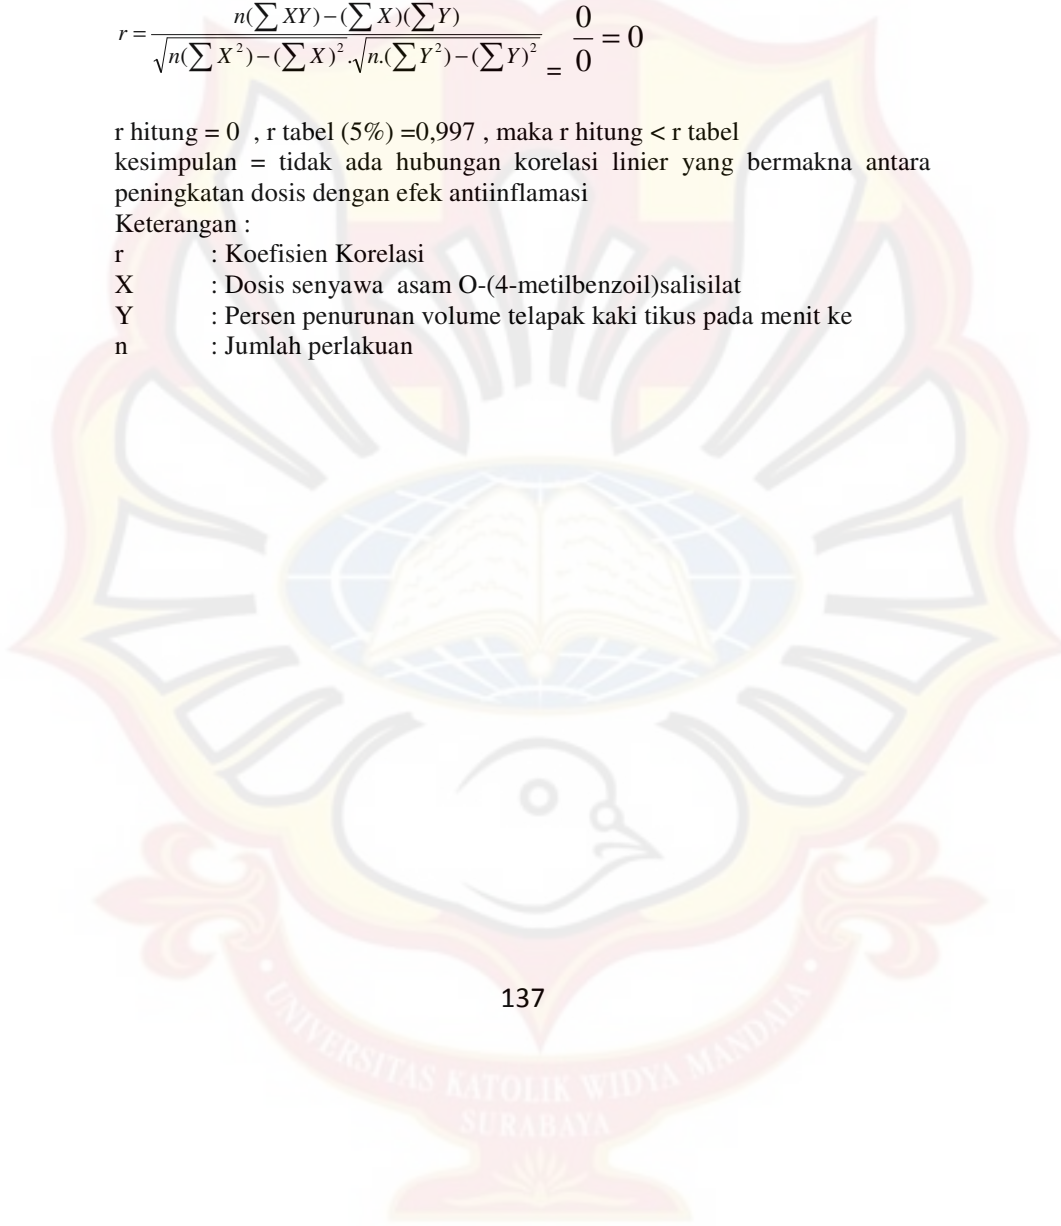 r = n(∑ XY) − (∑ X)(∑ Y) / √n(∑ X²) − (∑ X)² . √n.(∑ Y²) − (∑ Y)² = 0/0 = 0
r hitung = 0 , r tabel (5%) =0,997 , maka r hitung < r tabel
kesimpulan = tidak ada hubungan korelasi linier yang bermakna antara
peningkatan dosis dengan efek antiinflamasi
Keterangan :
r : Koefisien Korelasi
X : Dosis senyawa asam O-(4-metilbenzoil)salisilat
Y : Persen penurunan volume telapak kaki tikus pada menit ke
n : Jumlah perlakuan
137
UNIVERSITAS KATOLIK WIDYA MANDALA
SURABAYA